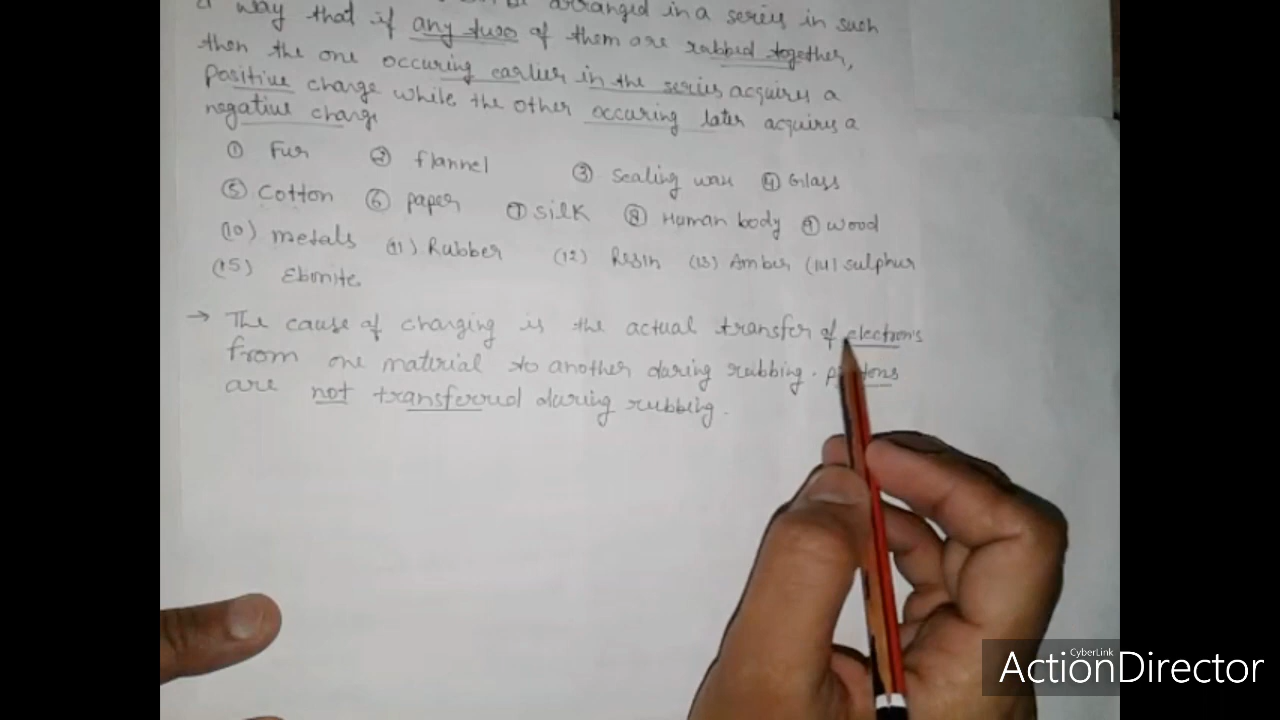 a way that if any two of them are rubbed together,
then the one occuring earlier in the series acquires a
positive charge while the other occuring later acquires a
negative charge
① Fur ② flannel ③ Sealing wax ④ Glass
⑤ Cotton ⑥ paper ⑦ Silk ⑧ Human body ⑨ wood
(10) metals (11) Rubber (12) Resin (13) Amber (14) sulphur
(15) Ebonite
→ The cause of charging is the actual transfer of electrons
from one material to another during rubbing. protons
are not transferred during rubbing.
CyberLink
ActionDirector